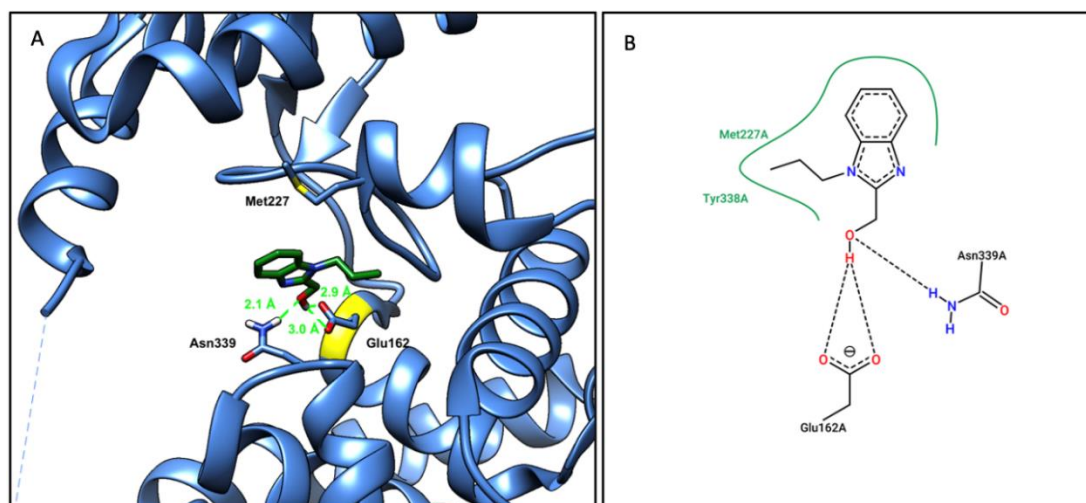 A
Met227
2.1 Å
2.9 Å
3.0 Å
Asn339
Glu162
B
Met227A
Tyr338A
N
N
O
H
Asn339A
H
N
H
O
O
⊖
O
Glu162A